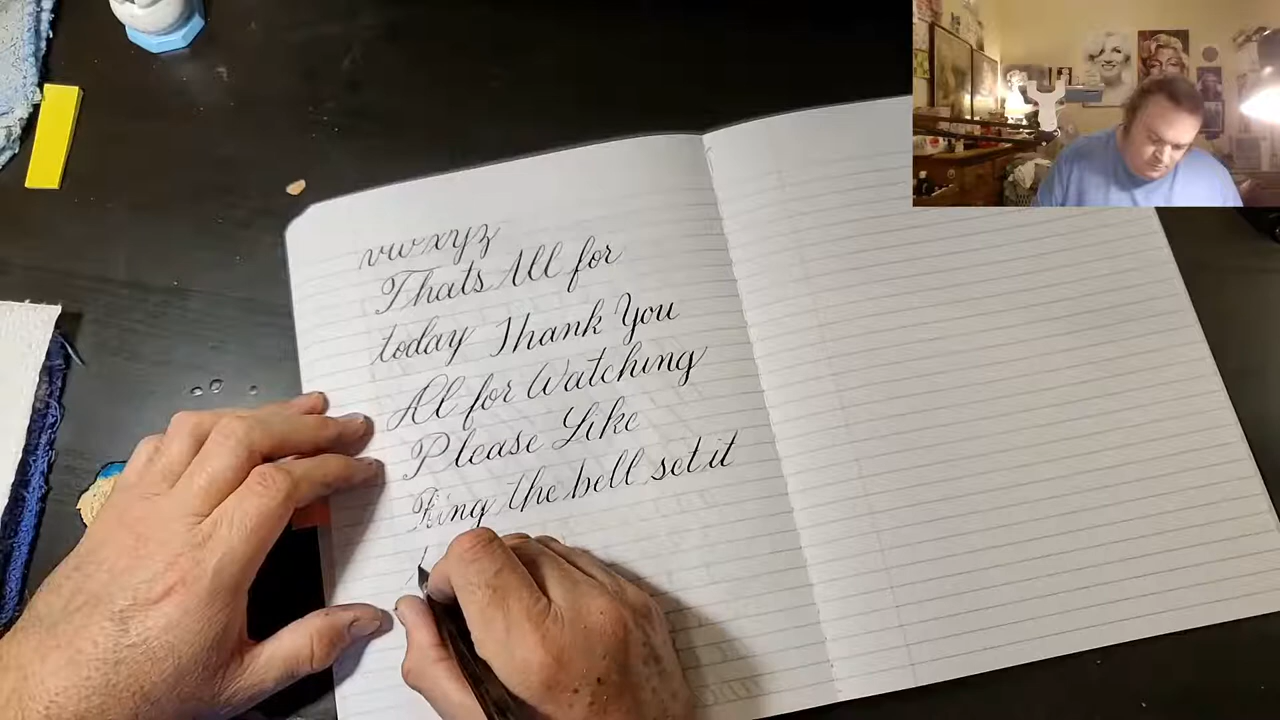 vwxyz
Thats All for
today Thank You
All for Watching
Please Like
Ring the bell set it